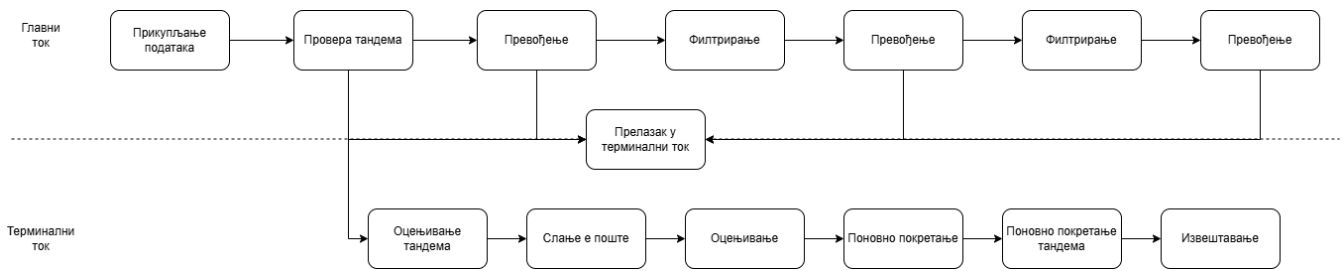 Главни
ток
Прикупљање
података
Провера тандема
Превођење
Филтрирање
Превођење
Филтрирање
Превођење
Прелазак у
терминални ток
Терминални
ток
Оцењивање
тандема
Слање е поште
Оцењивање
Поновно покретање
Поновно покретање
тандема
Извештавање